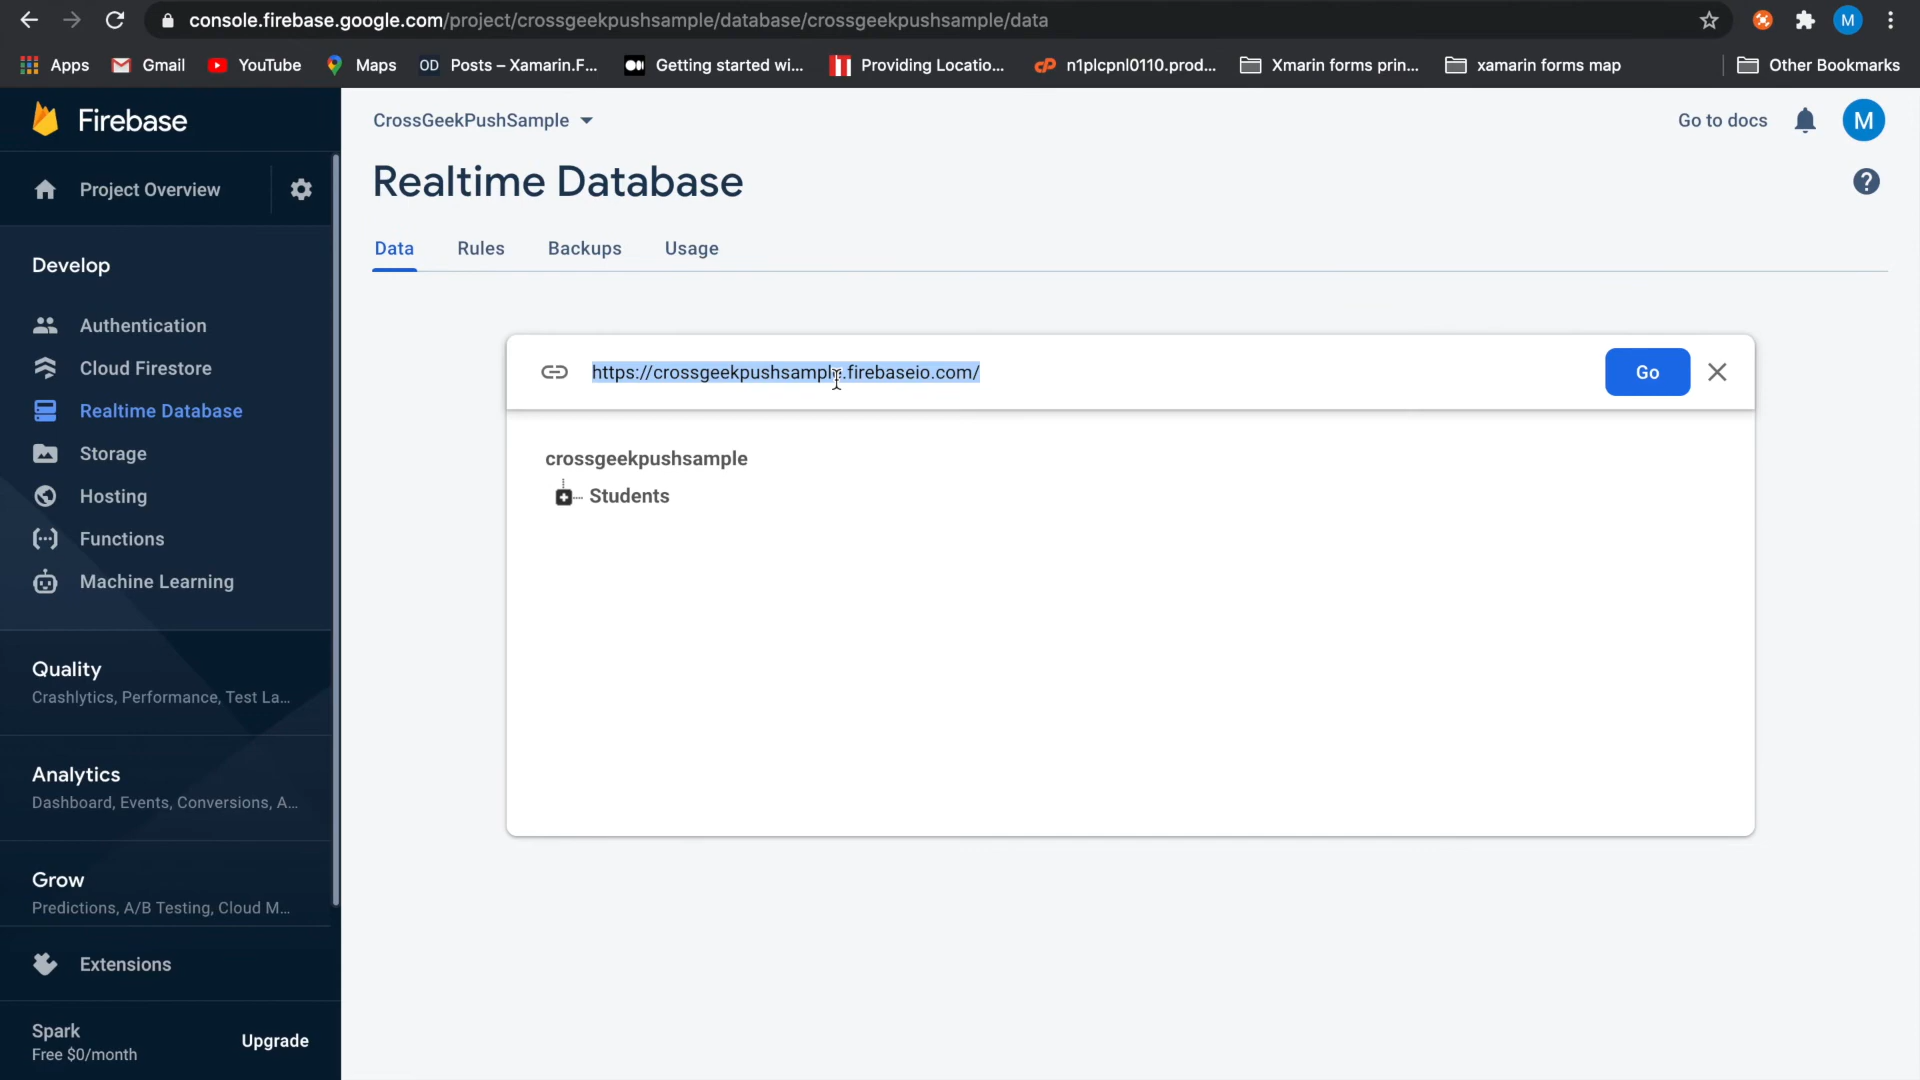 console.firebase.google.com/project/crossgeekpushsample/database/crossgeekpushsample/data
M
Apps
Gmail
YouTube
Maps
OD Posts – Xamarin.F...
Getting started wi...
Providing Locatio...
cP n1plcpnl0110.prod...
Xmarin forms prin...
xamarin forms map
Other Bookmarks
Firebase
CrossGeekPushSample
Go to docs
M
Project Overview
Realtime Database
?
Data
Rules
Backups
Usage
Develop
Authentication
Cloud Firestore
Realtime Database
Storage
Hosting
Functions
Machine Learning
https://crossgeekpushsample.firebaseio.com/
Go
crossgeekpushsample
Students
Quality
Crashlytics, Performance, Test La...
Analytics
Dashboard, Events, Conversions, A...
Grow
Predictions, A/B Testing, Cloud M...
Extensions
Spark
Free $0/month
Upgrade